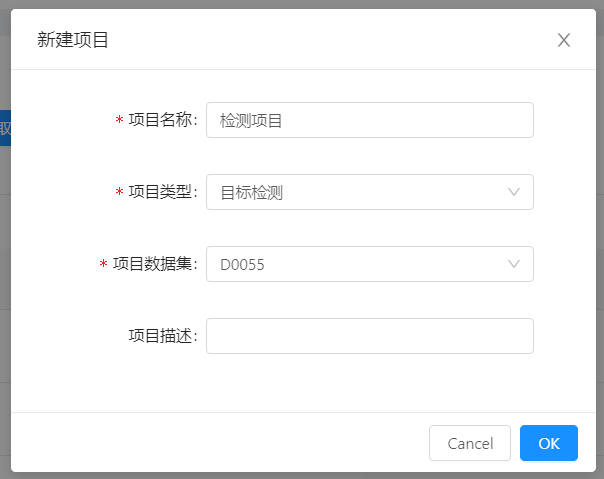 新建项目
取
* 项目名称: 检测项目
* 项目类型: 目标检测
* 项目数据集: D0055
项目描述:
Cancel OK